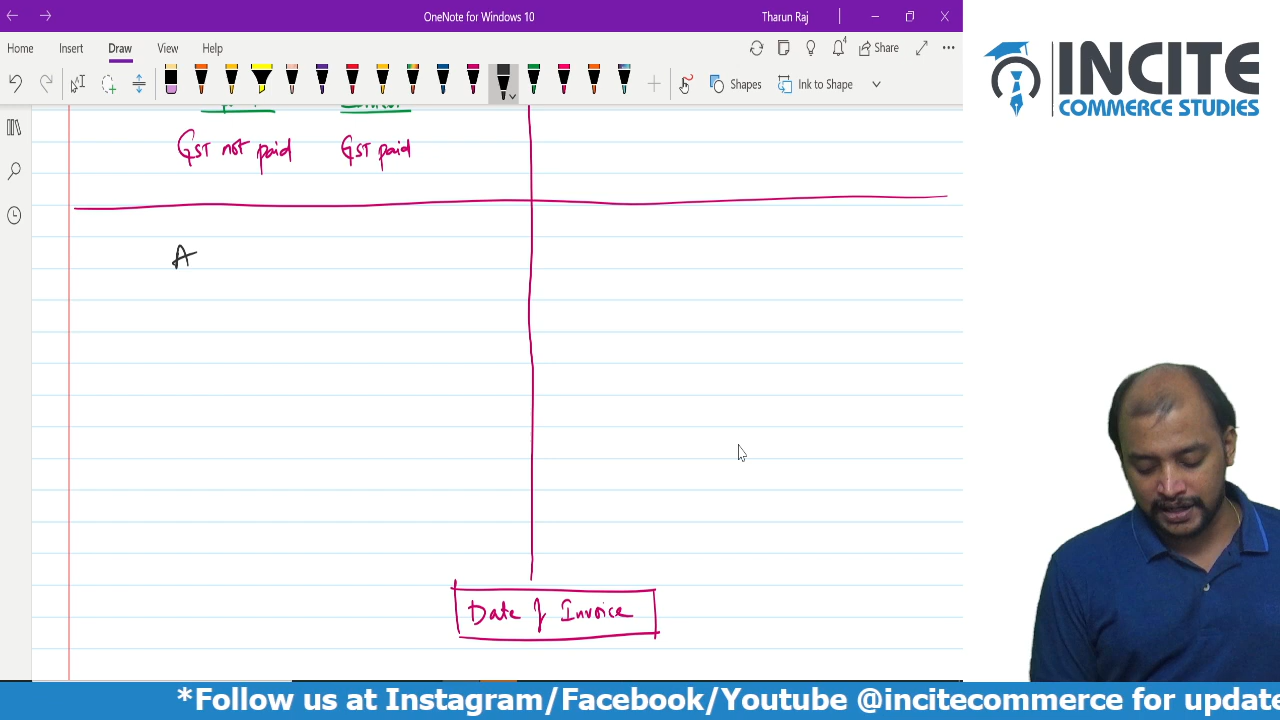 OneNote for Windows 10
Tharun Raj
Home Insert Draw View Help
4 Share
Shapes Ink to Shape
INCITE
COMMERCE STUDIES
GST not paid GST paid
A
Date of Invoice
*Follow us at Instagram/Facebook/Youtube @incitecommerce for update